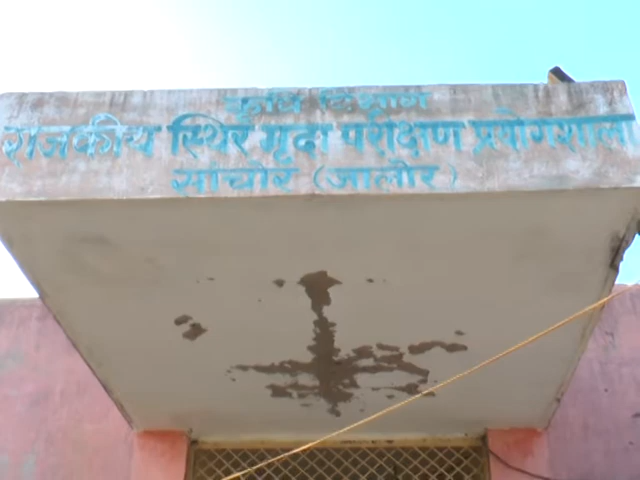 कृषि विभाग
राजकीय स्थिर मृदा परीक्षण प्रयोगशाला
सांचोर (जालोर)